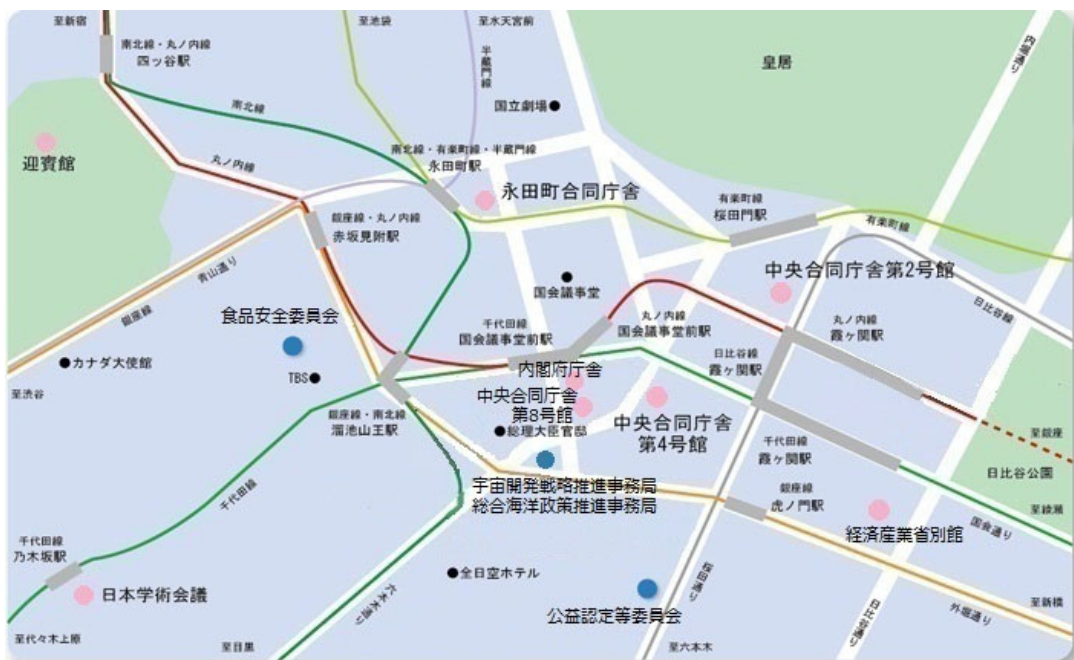 至新宿
至池袋
至水天宮前
内堀通り
南北線・丸ノ内線
四ッ谷駅
半蔵門線
皇居
南北線
国立劇場
迎賓館
丸ノ内線
南北線・有楽町線・半蔵門線
永田町駅
永田町合同庁舎
有楽町線
桜田門駅
有楽町線
銀座線・丸ノ内線
赤坂見附駅
青山通り
銀座線
国会議事堂
中央合同庁舎第2号館
日比谷線
食品安全委員会
千代田線
国会議事堂前駅
丸ノ内線
国会議事堂前駅
丸ノ内線
霞ヶ関駅
カナダ大使館
TBS
内閣府庁舎
日比谷線
霞ヶ関駅
至渋谷
中央合同庁舎
第8号館
銀座線・南北線
溜池山王駅
総理大臣官邸
中央合同庁舎
第4号館
千代田線
霞ヶ関駅
至銀座
日比谷公園
宇宙開発戦略推進事務局
総合海洋政策推進事務局
千代田線
銀座線
虎ノ門駅
経済産業省別館
国会通り
至綾瀬
千代田線
乃木坂駅
日本学術会議
全日空ホテル
六本木通り
桜田通り
公益認定等委員会
日比谷通り
外堀通り
至新橋
至代々木上原
至目黒
至六本木